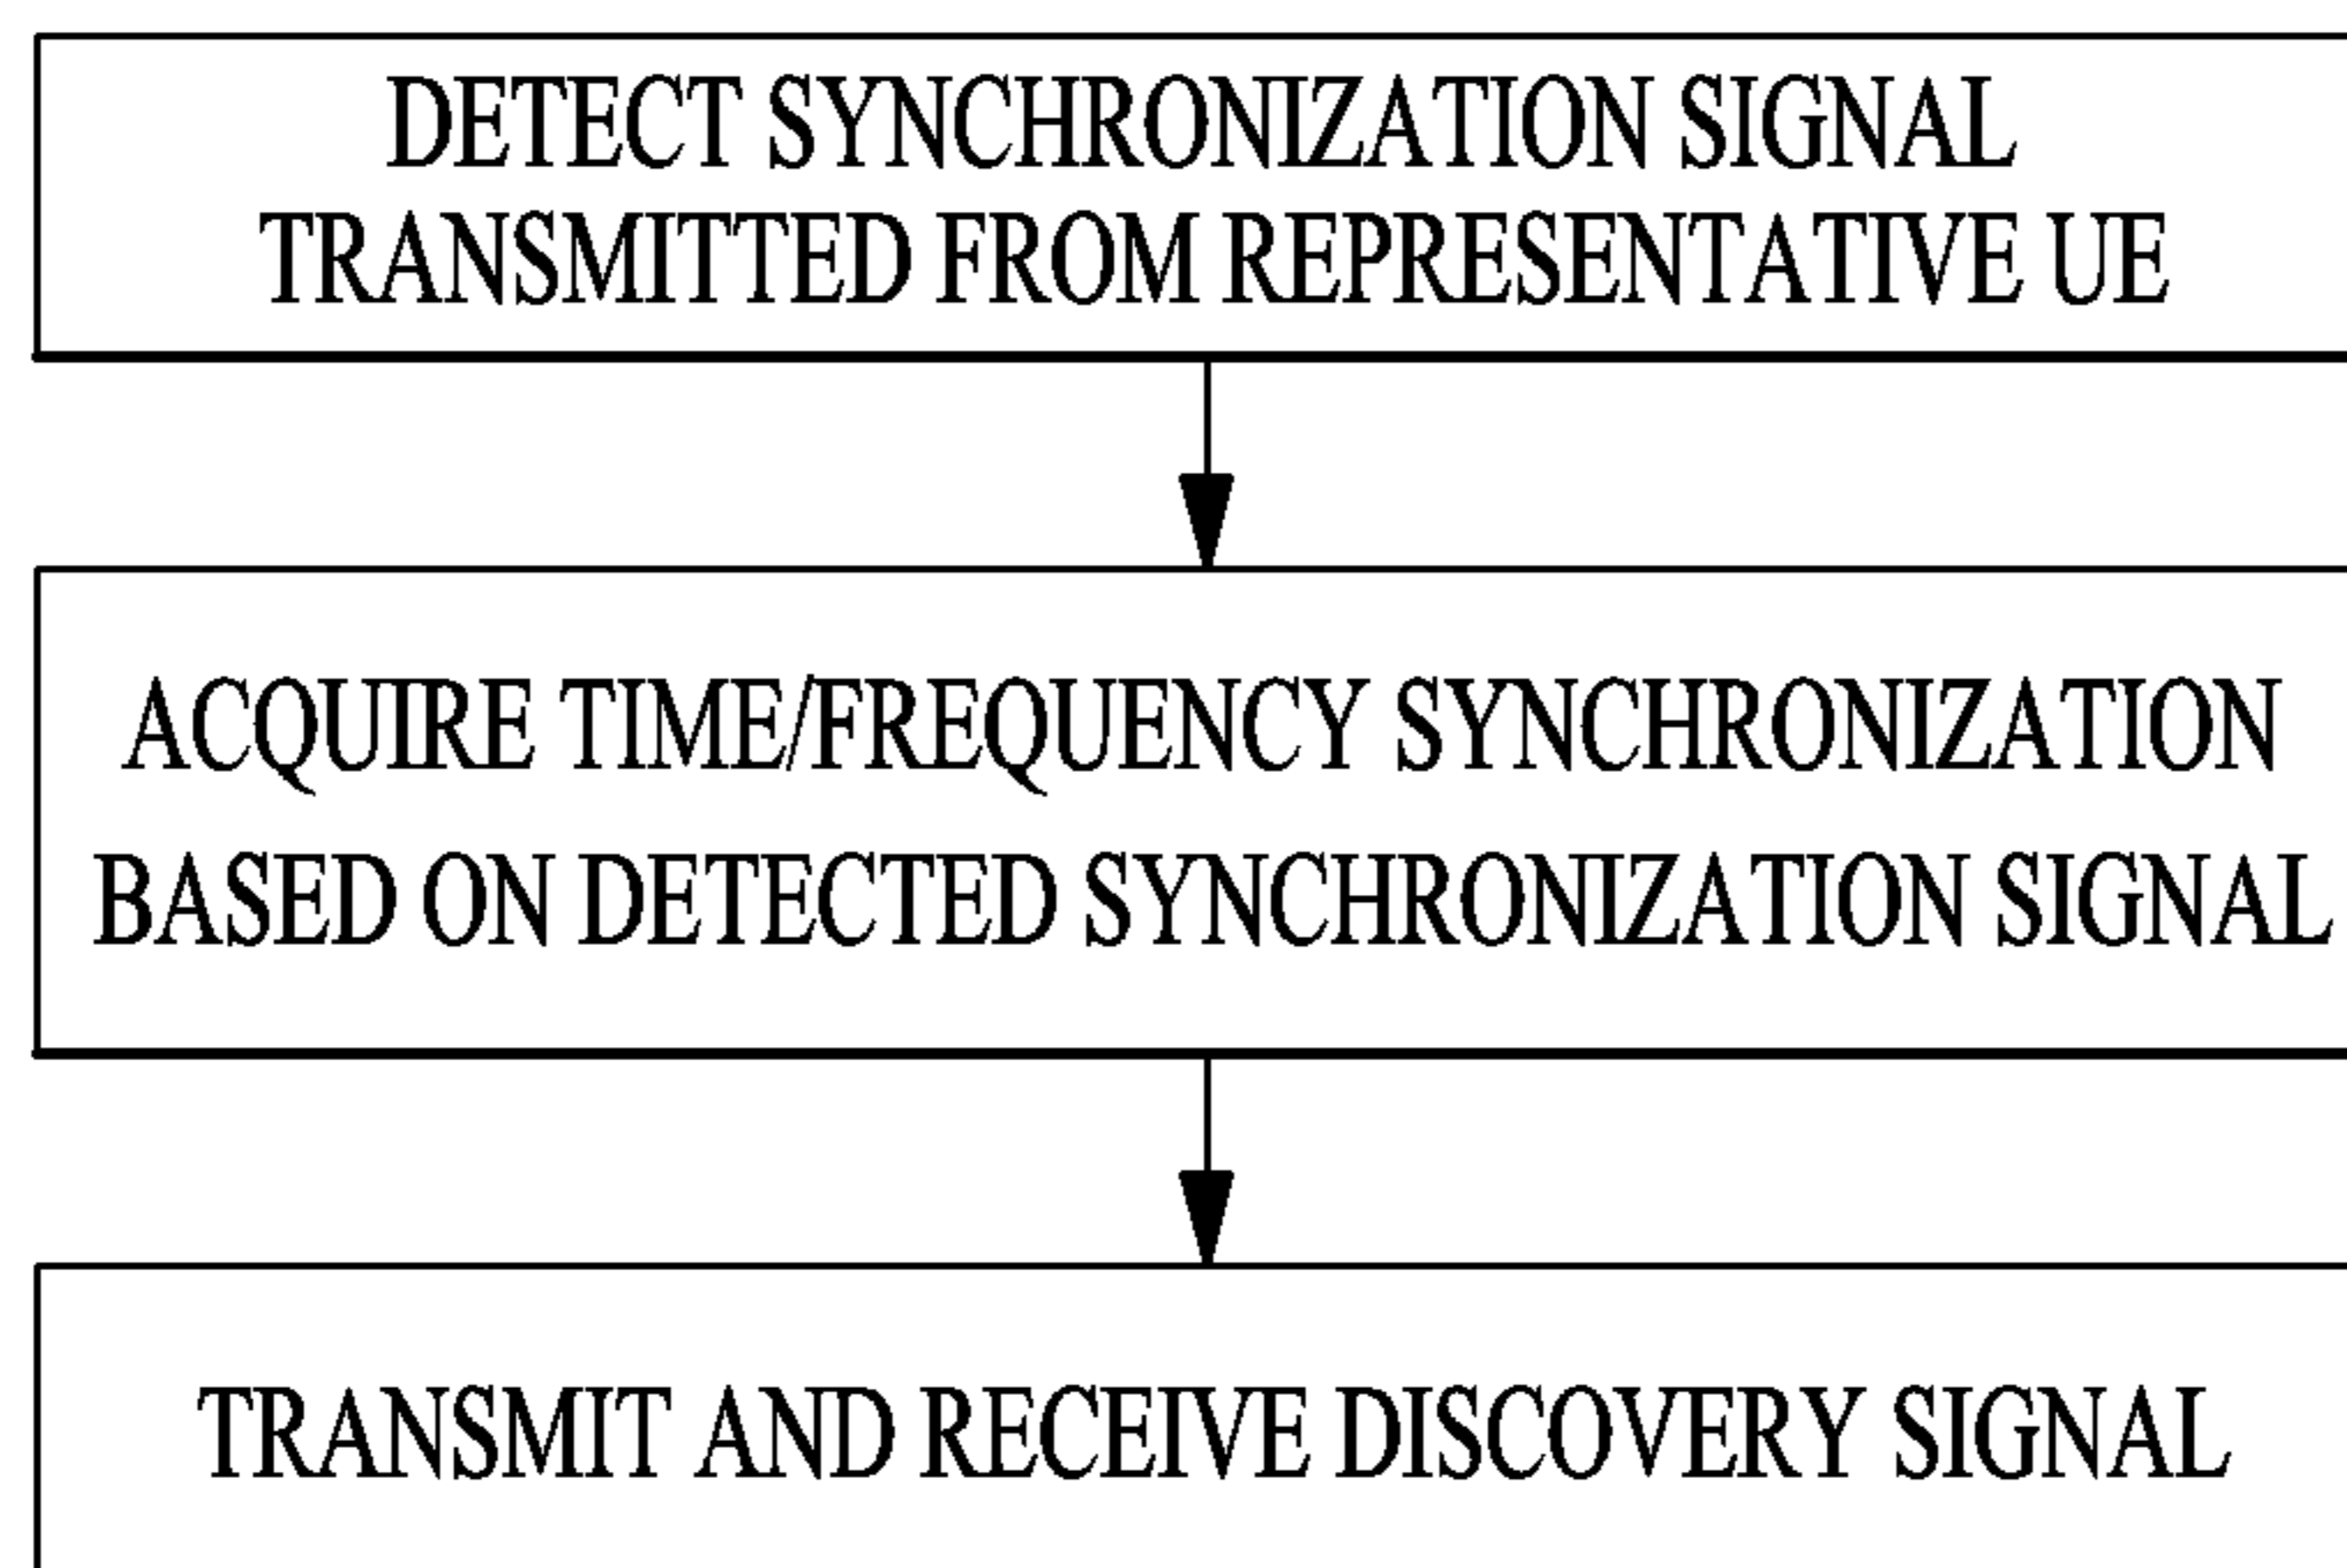 DETECT SYNCHRONIZATION SIGNAL
TRANSMITTED FROM REPRESENTATIVE UE
ACQUIRE TIME/FREQUENCY SYNCHRONIZATION
BASED ON DETECTED SYNCHRONIZATION SIGNAL
TRANSMIT AND RECEIVE DISCOVERY SIGNAL